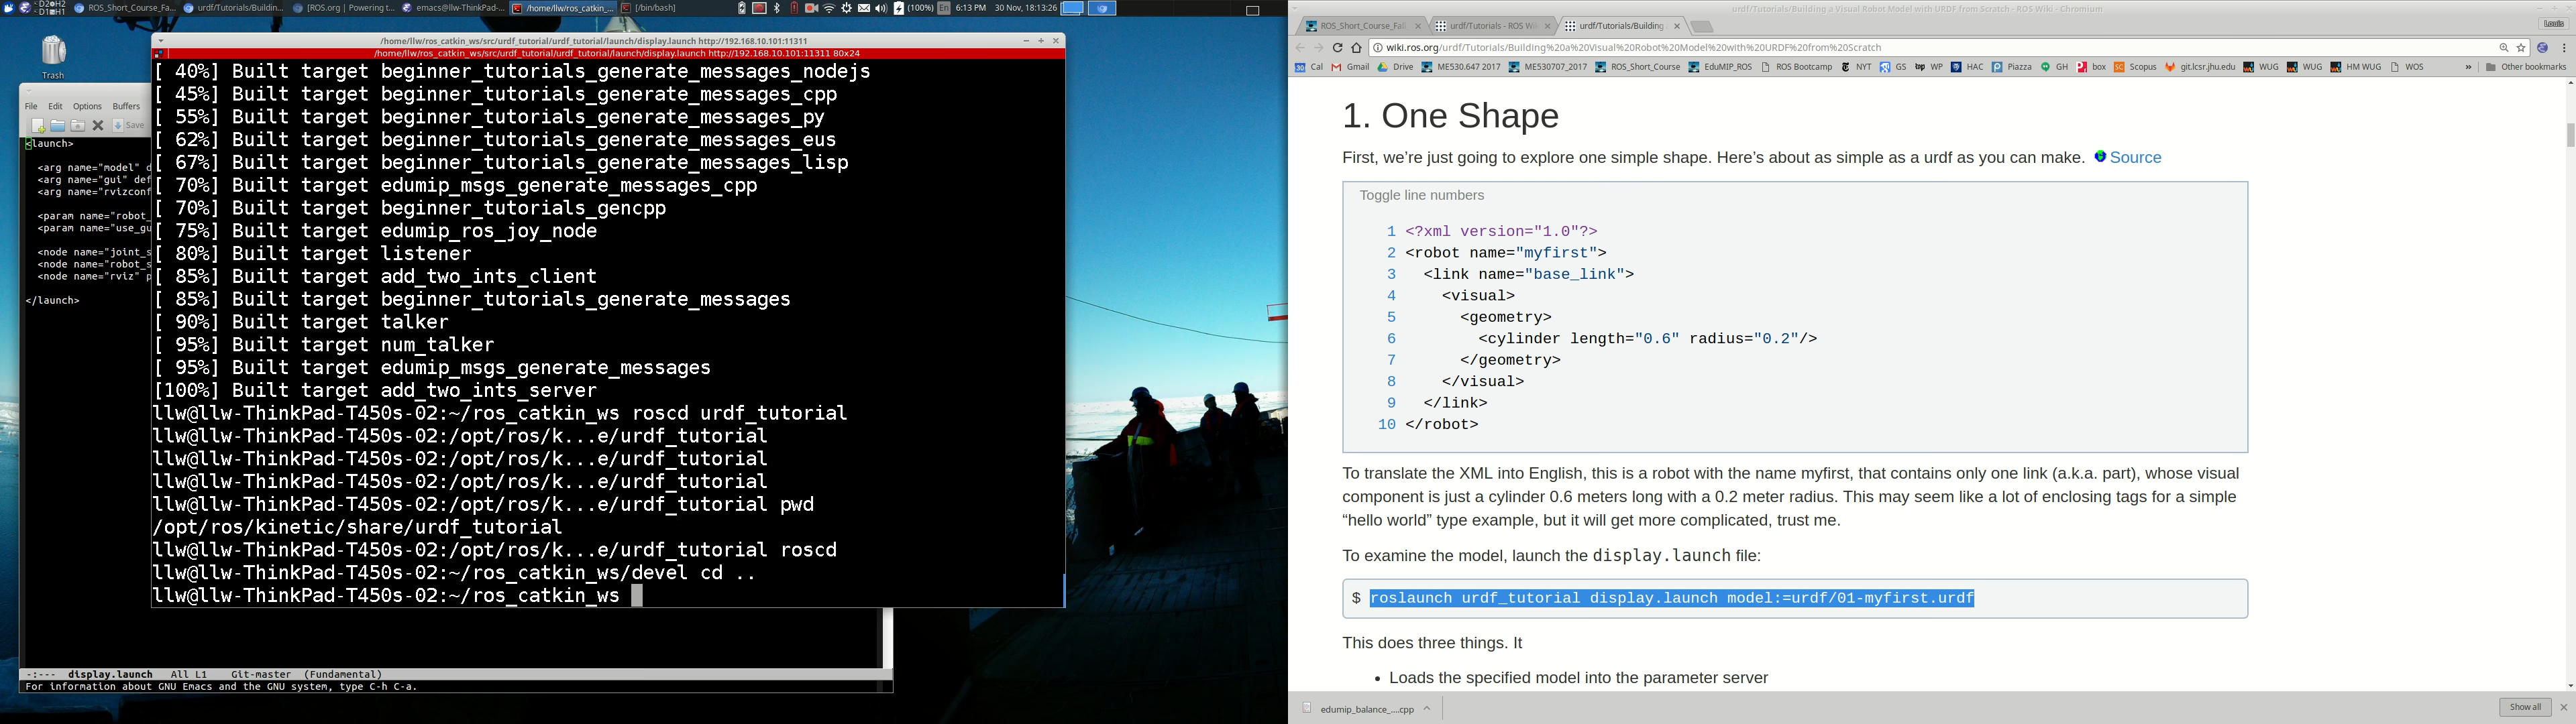 <D2●H2
<D1■H1
ROS_Short_Course_Fa...
urdf/Tutorials/Buildin...
[ROS.org | Powering t...
emacs@llw-ThinkPad-...
/home/llw/ros_catkin_...
[/bin/bash]
(100%)
En
6:13 PM
30 Nov, 18:13:26
Trash
File Edit Options Buffers
Save
<launch>
<arg name="model" d
<arg name="gui" def
<arg name="rvizconf
<param name="robot_
<param name="use_gu
<node name="joint_s
<node name="robot_s
<node name="rviz" p
</launch>
-:--- display.launch All L1 Git-master (Fundamental)
For information about GNU Emacs and the GNU system, type C-h C-a.
/home/llw/ros_catkin_ws/src/urdf_tutorial/urdf_tutorial/launch/display.launch http://192.168.10.101:11311
/home/llw/ros_catkin_ws/src/urdf_tutorial/urdf_tutorial/launch/display.launch http://192.168.10.101:11311 80x24
[ 40%] Built target beginner_tutorials_generate_messages_nodejs
[ 45%] Built target beginner_tutorials_generate_messages_cpp
[ 55%] Built target beginner_tutorials_generate_messages_py
[ 62%] Built target beginner_tutorials_generate_messages_eus
[ 67%] Built target beginner_tutorials_generate_messages_lisp
[ 70%] Built target edumip_msgs_generate_messages_cpp
[ 70%] Built target beginner_tutorials_gencpp
[ 75%] Built target edumip_ros_joy_node
[ 80%] Built target listener
[ 85%] Built target add_two_ints_client
[ 85%] Built target beginner_tutorials_generate_messages
[ 90%] Built target talker
[ 95%] Built target num_talker
[ 95%] Built target edumip_msgs_generate_messages
[100%] Built target add_two_ints_server
llw@llw-ThinkPad-T450s-02:~/ros_catkin_ws roscd urdf_tutorial
llw@llw-ThinkPad-T450s-02:/opt/ros/k...e/urdf_tutorial
llw@llw-ThinkPad-T450s-02:/opt/ros/k...e/urdf_tutorial
llw@llw-ThinkPad-T450s-02:/opt/ros/k...e/urdf_tutorial
llw@llw-ThinkPad-T450s-02:/opt/ros/k...e/urdf_tutorial pwd
/opt/ros/kinetic/share/urdf_tutorial
llw@llw-ThinkPad-T450s-02:/opt/ros/k...e/urdf_tutorial roscd
llw@llw-ThinkPad-T450s-02:~/ros_catkin_ws/devel cd ..
llw@llw-ThinkPad-T450s-02:~/ros_catkin_ws
urdf/Tutorials/Building a Visual Robot Model with URDF from Scratch - ROS Wiki - Chromium
ROS_Short_Course_Fal
urdf/Tutorials - ROS Wi
urdf/Tutorials/Building
Louis
wiki.ros.org/urdf/Tutorials/Building%20a%20Visual%20Robot%20Model%20with%20URDF%20from%20Scratch
30 Cal Gmail Drive ME530.647 2017 ME530707_2017 ROS_Short_Course EduMIP_ROS ROS Bootcamp NYT GS WP HAC Piazza GH box Scopus git.lcsr.jhu.edu WUG WUG HM WUG WOS » Other bookmarks
1. One Shape
First, we’re just going to explore one simple shape. Here’s about as simple as a urdf as you can make. Source
Toggle line numbers
1 <?xml version="1.0"?>
2 <robot name="myfirst">
3 <link name="base_link">
4 <visual>
5 <geometry>
6 <cylinder length="0.6" radius="0.2"/>
7 </geometry>
8 </visual>
9 </link>
10 </robot>
To translate the XML into English, this is a robot with the name myfirst, that contains only one link (a.k.a. part), whose visual
component is just a cylinder 0.6 meters long with a 0.2 meter radius. This may seem like a lot of enclosing tags for a simple
“hello world” type example, but it will get more complicated, trust me.
To examine the model, launch the display.launch file:
$ roslaunch urdf_tutorial display.launch model:=urdf/01-myfirst.urdf
This does three things. It
• Loads the specified model into the parameter server
edumip_balance_....cpp
Show all